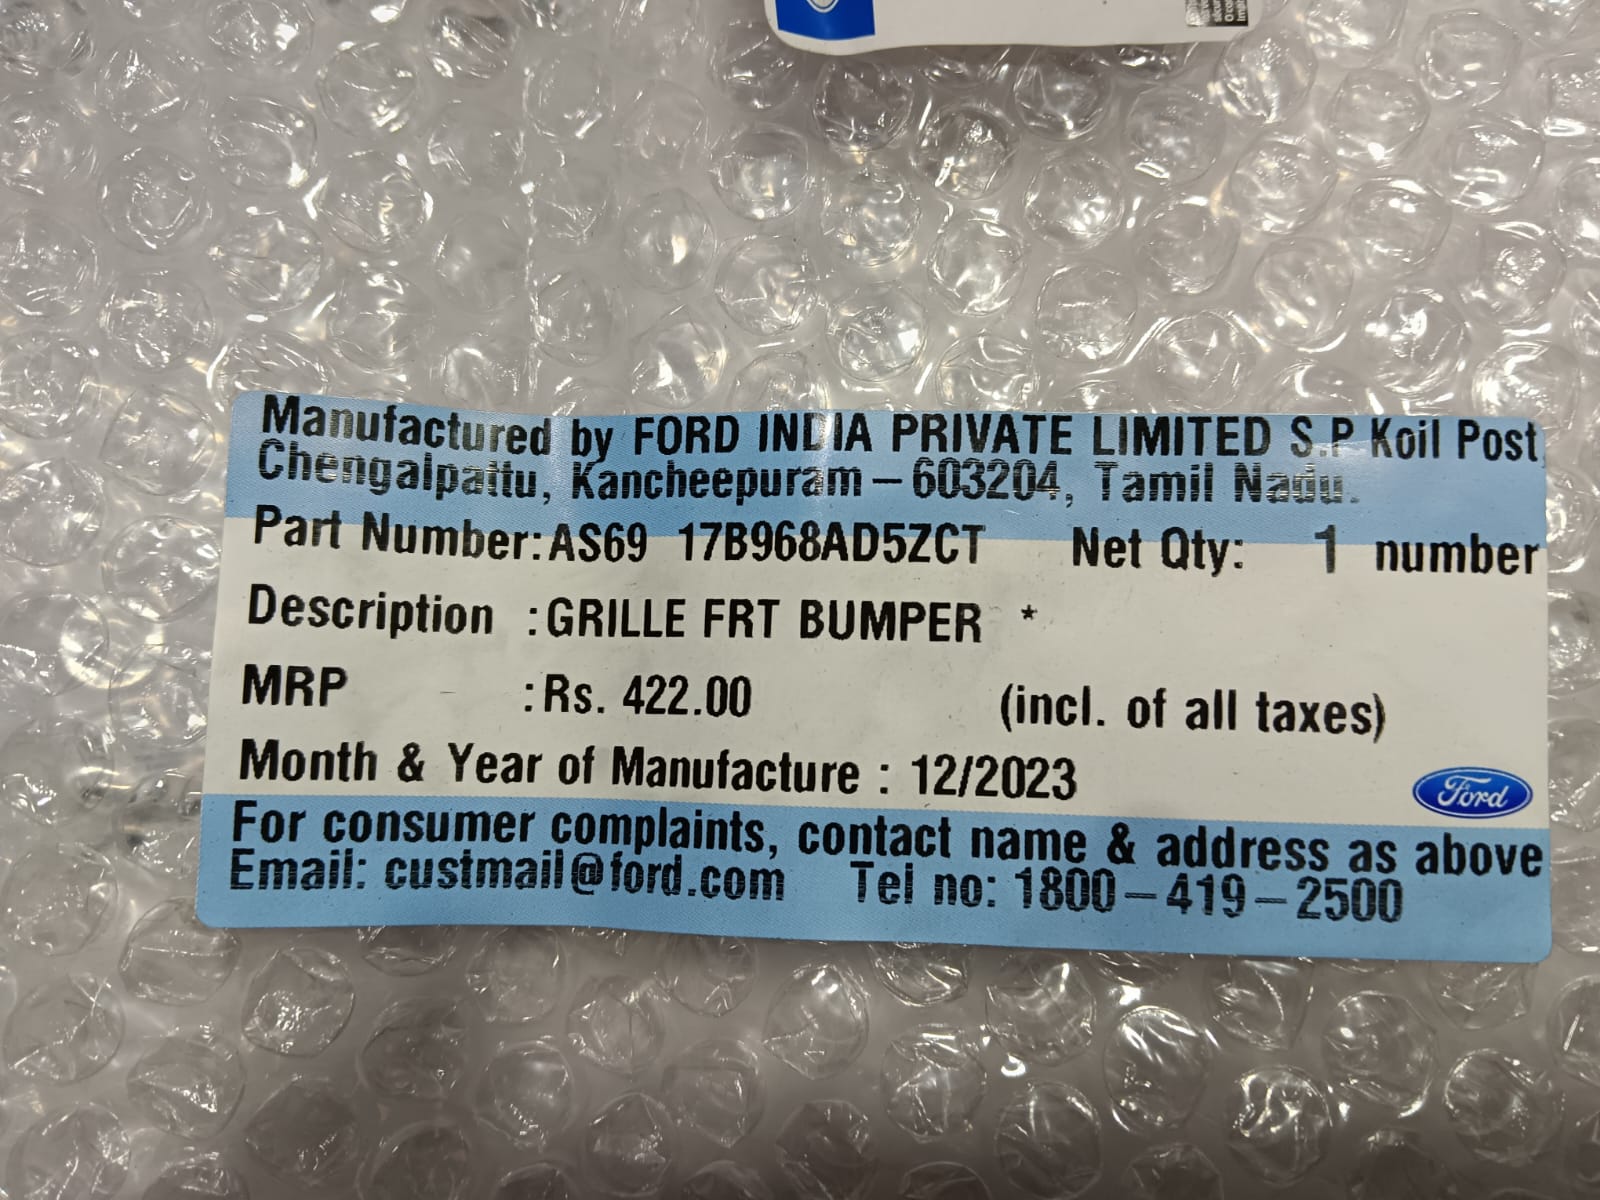 Manufactured by FORD INDIA PRIVATE LIMITED S.P Koil Post,
Chengalpattu, Kancheepuram – 603204, Tamil Nadu.
Part Number:AS69 17B968AD5ZCT Net Qty: 1 number
Description :GRILLE FRT BUMPER *
MRP :Rs. 422.00 (incl. of all taxes)
Month & Year of Manufacture : 12/2023
Ford
For consumer complaints, contact name & address as above
Email: custmail@ford.com Tel no: 1800–419–2500